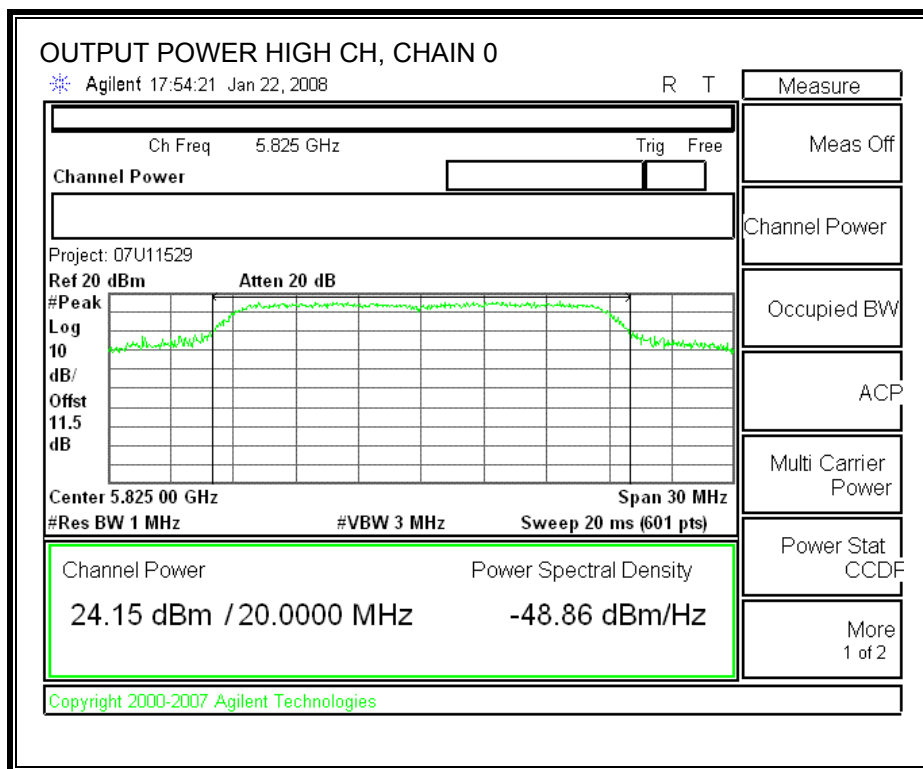 OUTPUT POWER HIGH CH, CHAIN 0
Agilent 17:54:21 Jan 22, 2008 R T
Measure
Ch Freq 5.825 GHz Trig Free
Channel Power
Project: 07U11529
Ref 20 dBm Atten 20 dB
#Peak
Log
10
dB/
Offst
11.5
dB
Center 5.825 00 GHz Span 30 MHz
#Res BW 1 MHz #VBW 3 MHz Sweep 20 ms (601 pts)
Channel Power Power Spectral Density
24.15 dBm / 20.0000 MHz -48.86 dBm/Hz
Copyright 2000-2007 Agilent Technologies
Meas Off
Channel Power
Occupied BW
ACP
Multi Carrier
Power
Power Stat
CCDF
More
1 of 2